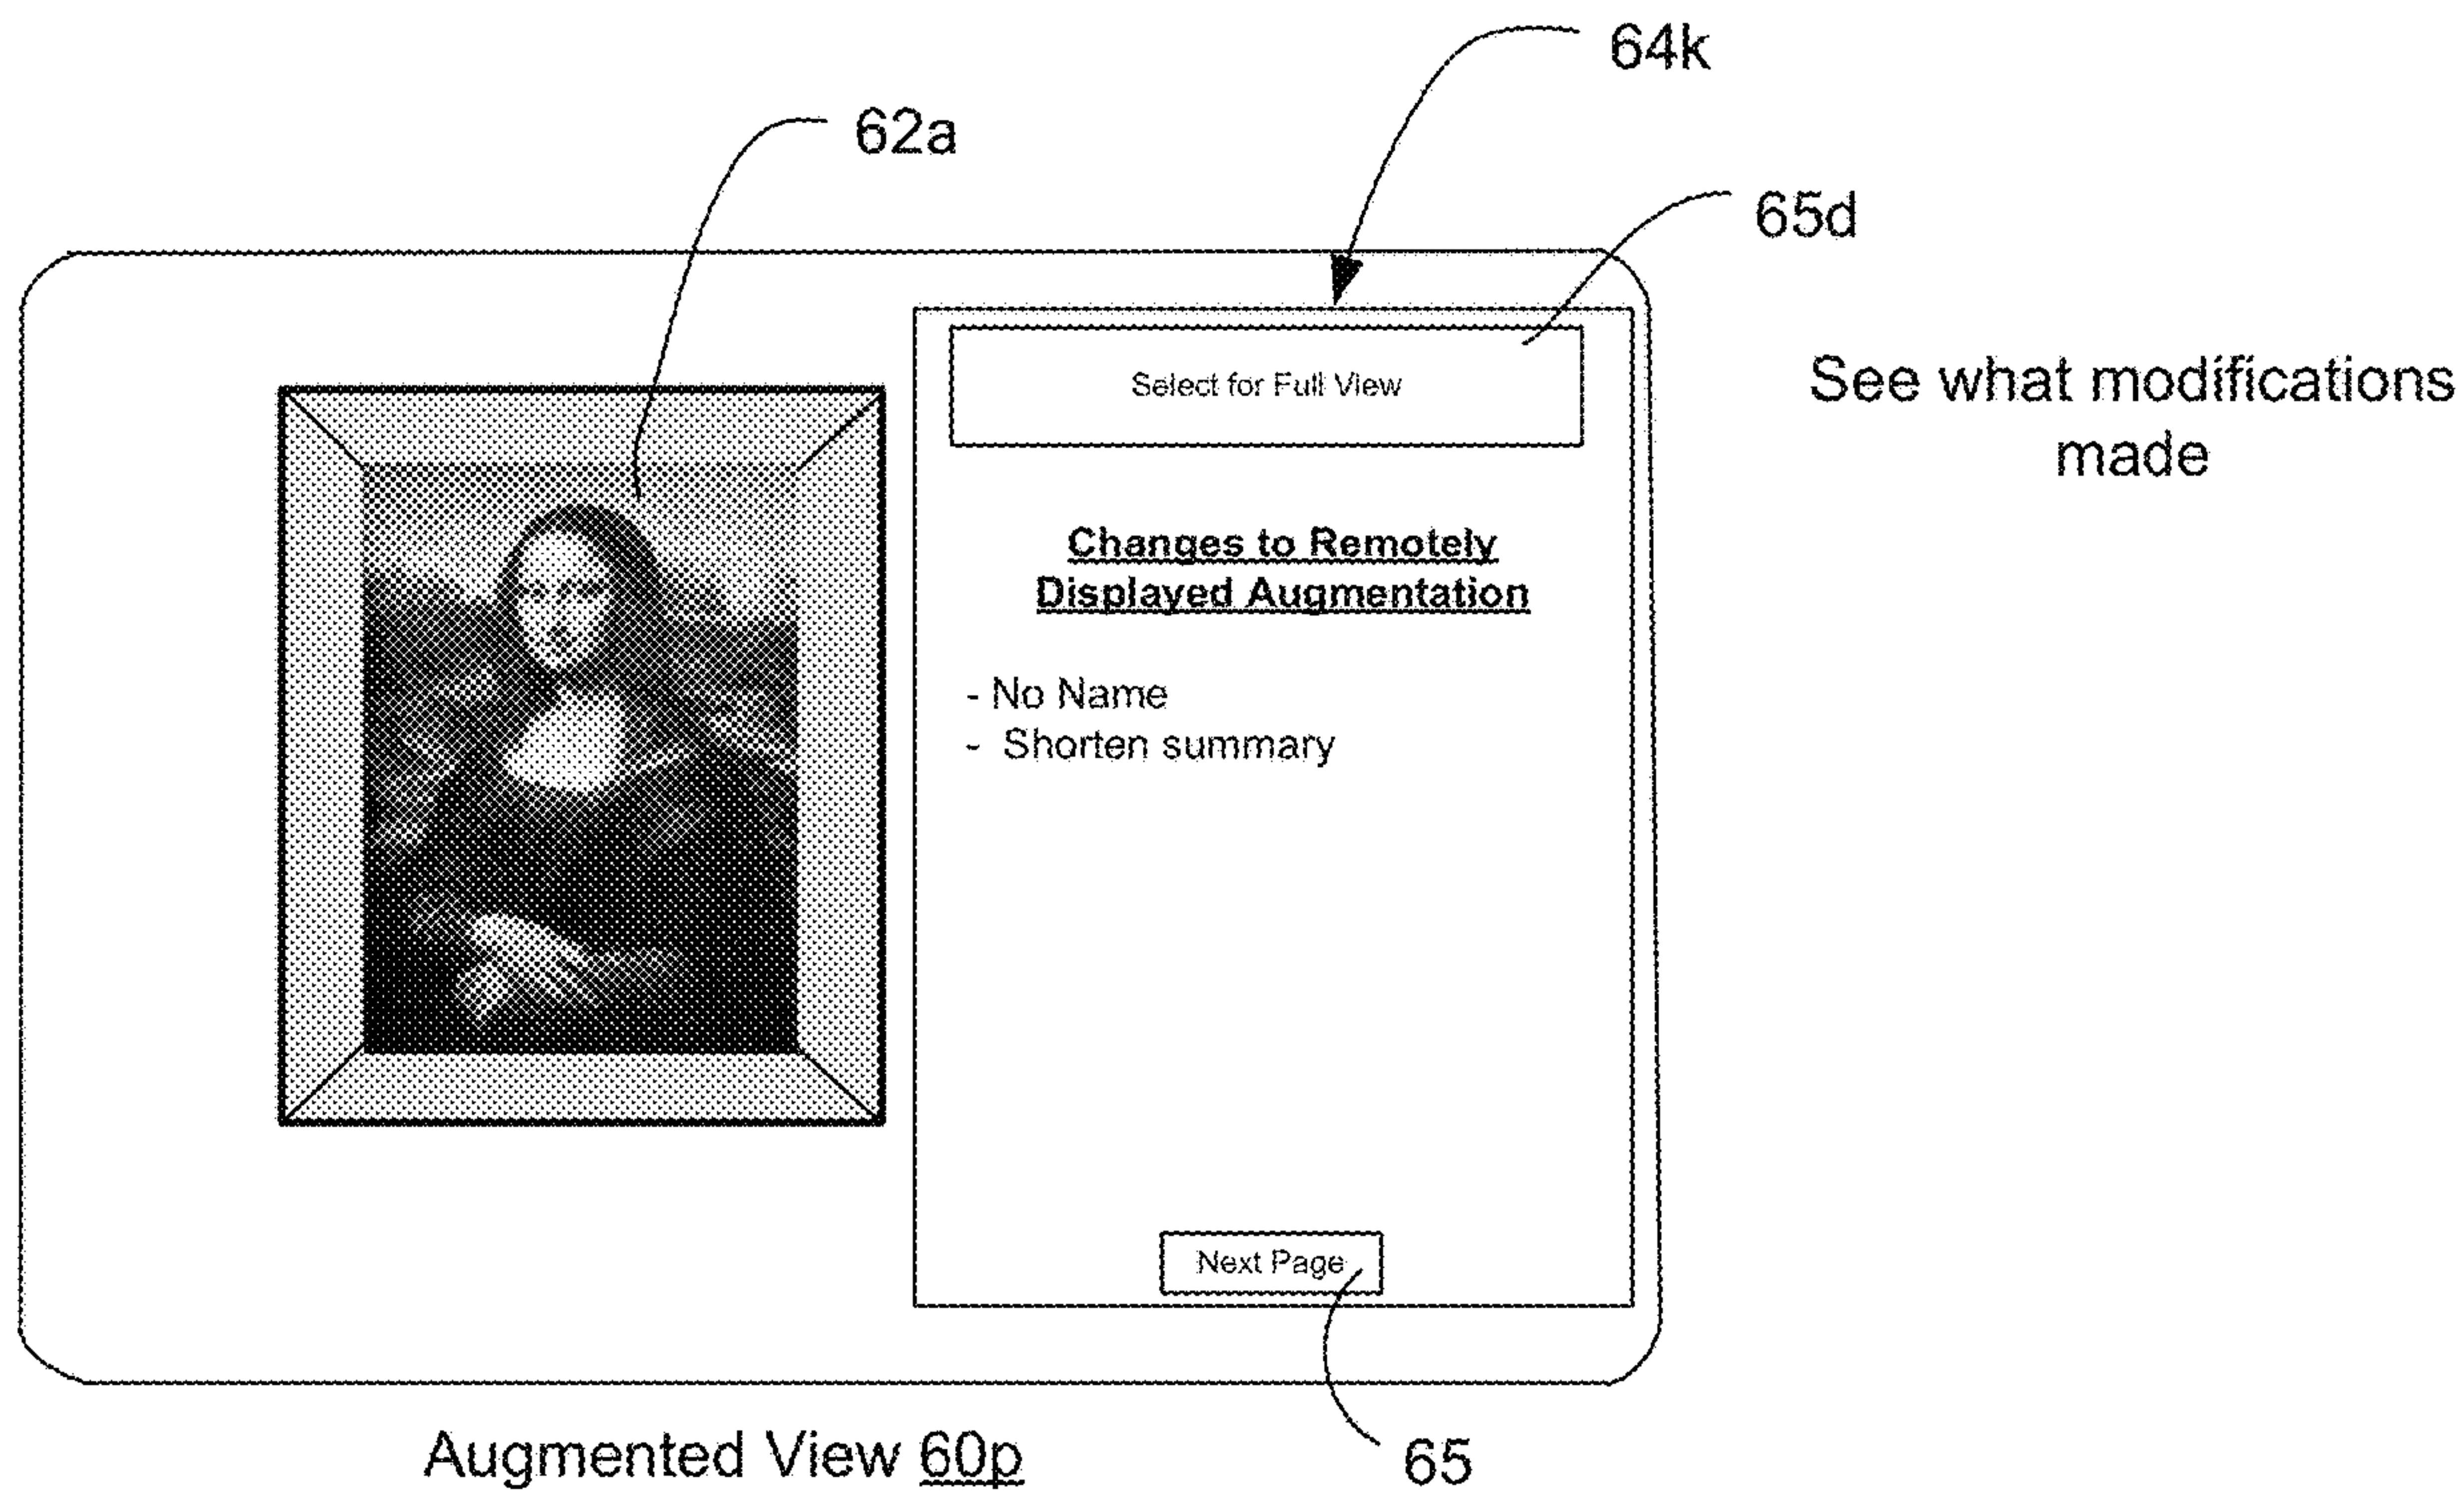 64k
62a
65d
Select for Full View
See what modifications
made
Changes to Remotely
Displayed Augmentation
- No Name
- Shorten summary
Next Page
Augmented View 60p
65